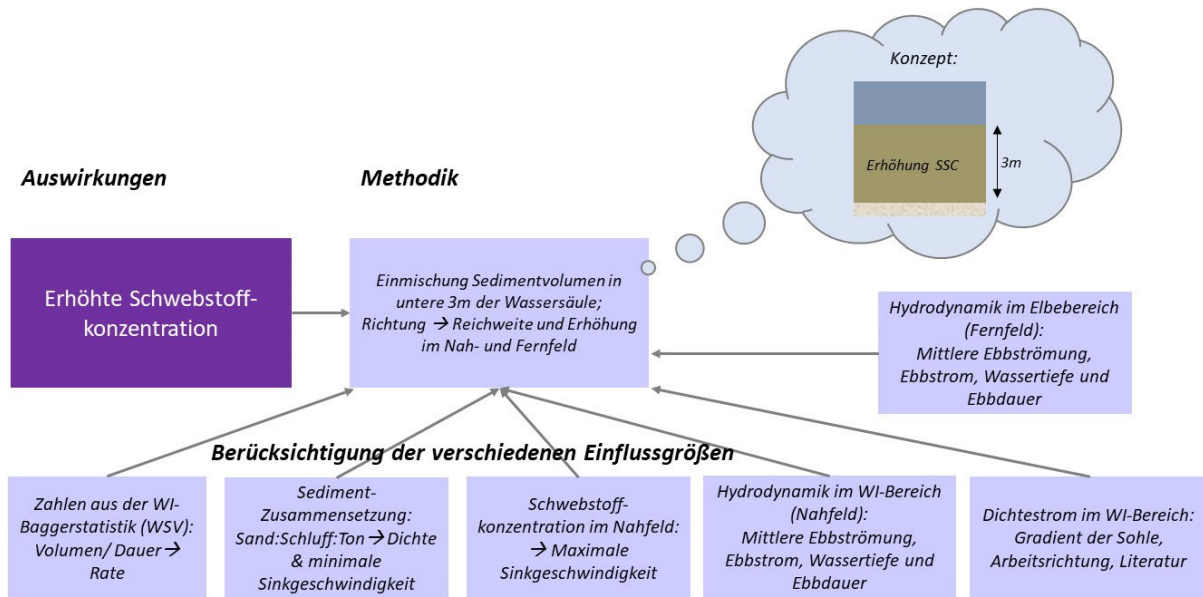 Konzept:
Erhöhung SSC
3m
Auswirkungen
Methodik
Erhöhte Schwebstoff-
konzentration
Einmischung Sedimentvolumen in
untere 3m der Wassersäule;
Richtung → Reichweite und Erhöhung
im Nah- und Fernfeld
Hydrodynamik im Elbebereich
(Fernfeld):
Mittlere Ebbströmung,
Ebbstrom, Wassertiefe und
Ebbdauer
Berücksichtigung der verschiedenen Einflussgrößen
Zahlen aus der WI-
Baggerstatistik (WSV):
Volumen/ Dauer →
Rate
Sediment-
Zusammensetzung:
Sand:Schluff:Ton → Dichte
& minimale
Sinkgeschwindigkeit
Schwebstoff-
konzentration im Nahfeld:
→ Maximale
Sinkgeschwindigkeit
Hydrodynamik im WI-Bereich
(Nahfeld):
Mittlere Ebbströmung,
Ebbstrom, Wassertiefe und
Ebbdauer
Dichtestrom im WI-Bereich:
Gradient der Sohle,
Arbeitsrichtung, Literatur